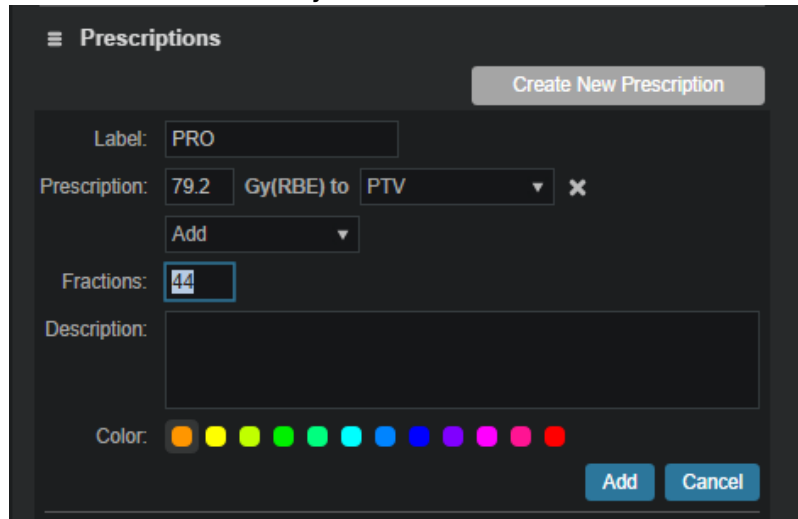 Prescriptions
Create New Prescription
Label: PRO
Prescription: 79.2 Gy(RBE) to PTV
Add
Fractions: 44
Description:
Color:
Add Cancel